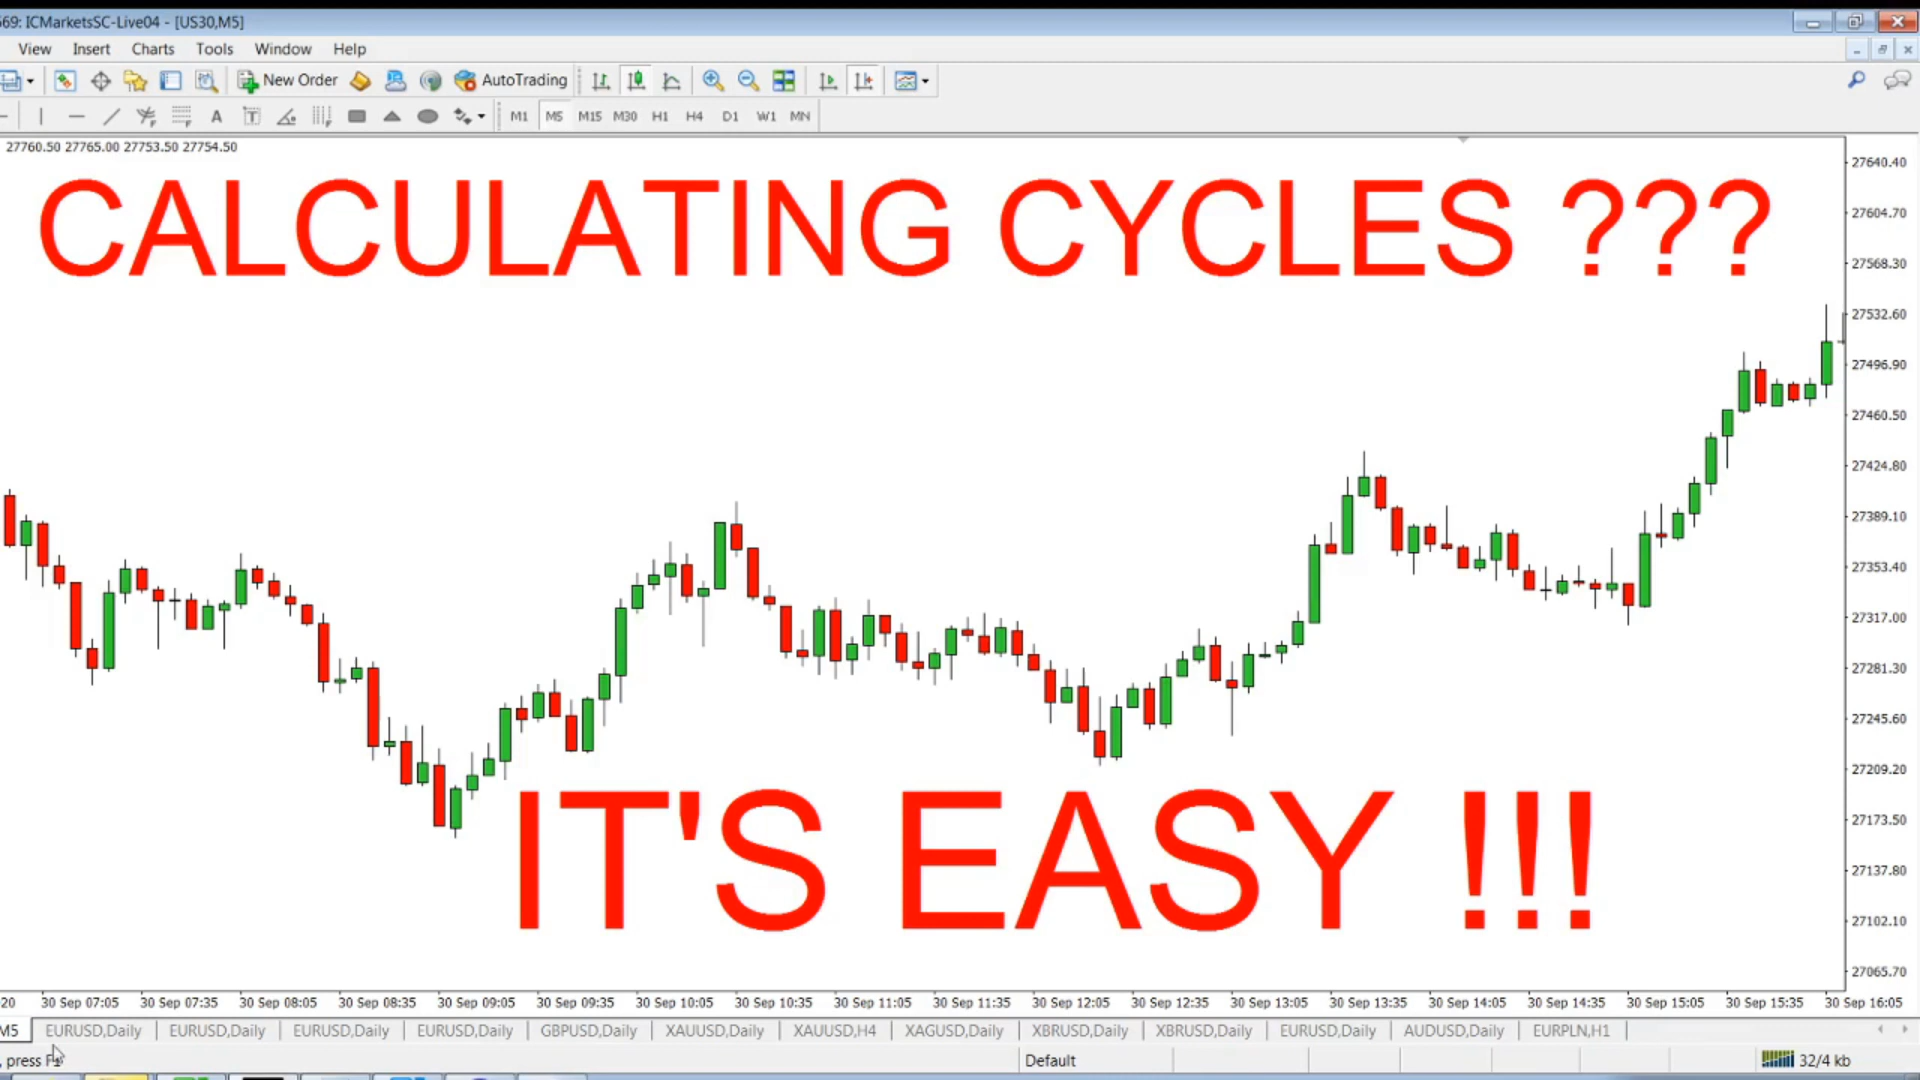 569: ICMarketsSC-Live04 - [US30,M5]
View Insert Charts Tools Window Help
New Order AutoTrading
A T M1 M5 M15 M30 H1 H4 D1 W1 MN
27760.50 27765.00 27753.50 27754.50
CALCULATING CYCLES ???
IT'S EASY !!!
27640.40
27604.70
27568.30
27532.60
27496.90
27460.50
27424.80
27389.10
27353.40
27317.00
27281.30
27245.60
27209.20
27173.50
27137.80
27102.10
27065.70
20 30 Sep 07:05 30 Sep 07:35 30 Sep 08:05 30 Sep 08:35 30 Sep 09:05 30 Sep 09:35 30 Sep 10:05 30 Sep 10:35 30 Sep 11:05 30 Sep 11:35 30 Sep 12:05 30 Sep 12:35 30 Sep 13:05 30 Sep 13:35 30 Sep 14:05 30 Sep 14:35 30 Sep 15:05 30 Sep 15:35 30 Sep 16:05
M5 EURUSD,Daily EURUSD,Daily EURUSD,Daily EURUSD,Daily GBPUSD,Daily XAUUSD,Daily XAUUSD,H4 XAGUSD,Daily XBRUSD,Daily XBRUSD,Daily EURUSD,Daily AUDUSD,Daily EURPLN,H1
, press F1 Default 32/4 kb